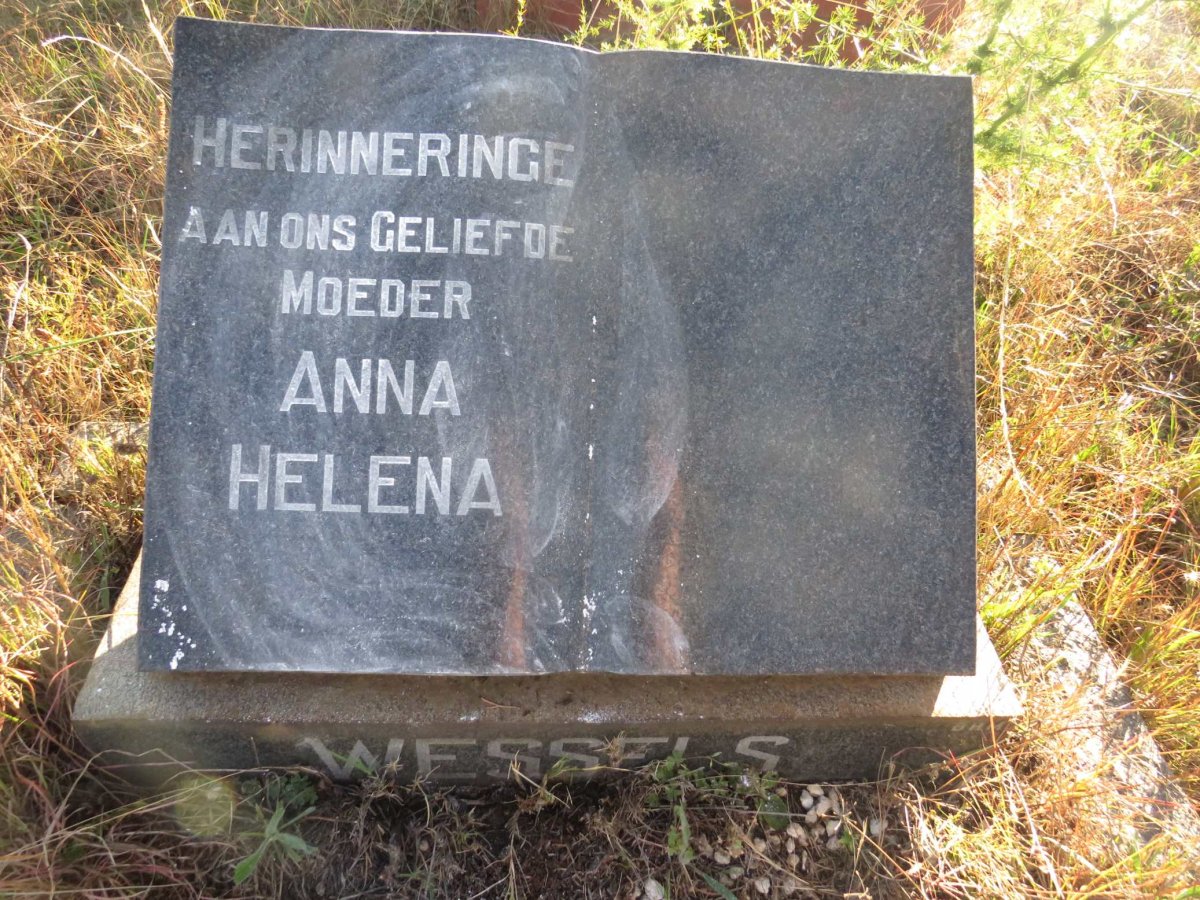 HERINNERINGE
AAN ONS GELIEFDE
MOEDER
ANNA
HELENA
WESSELS